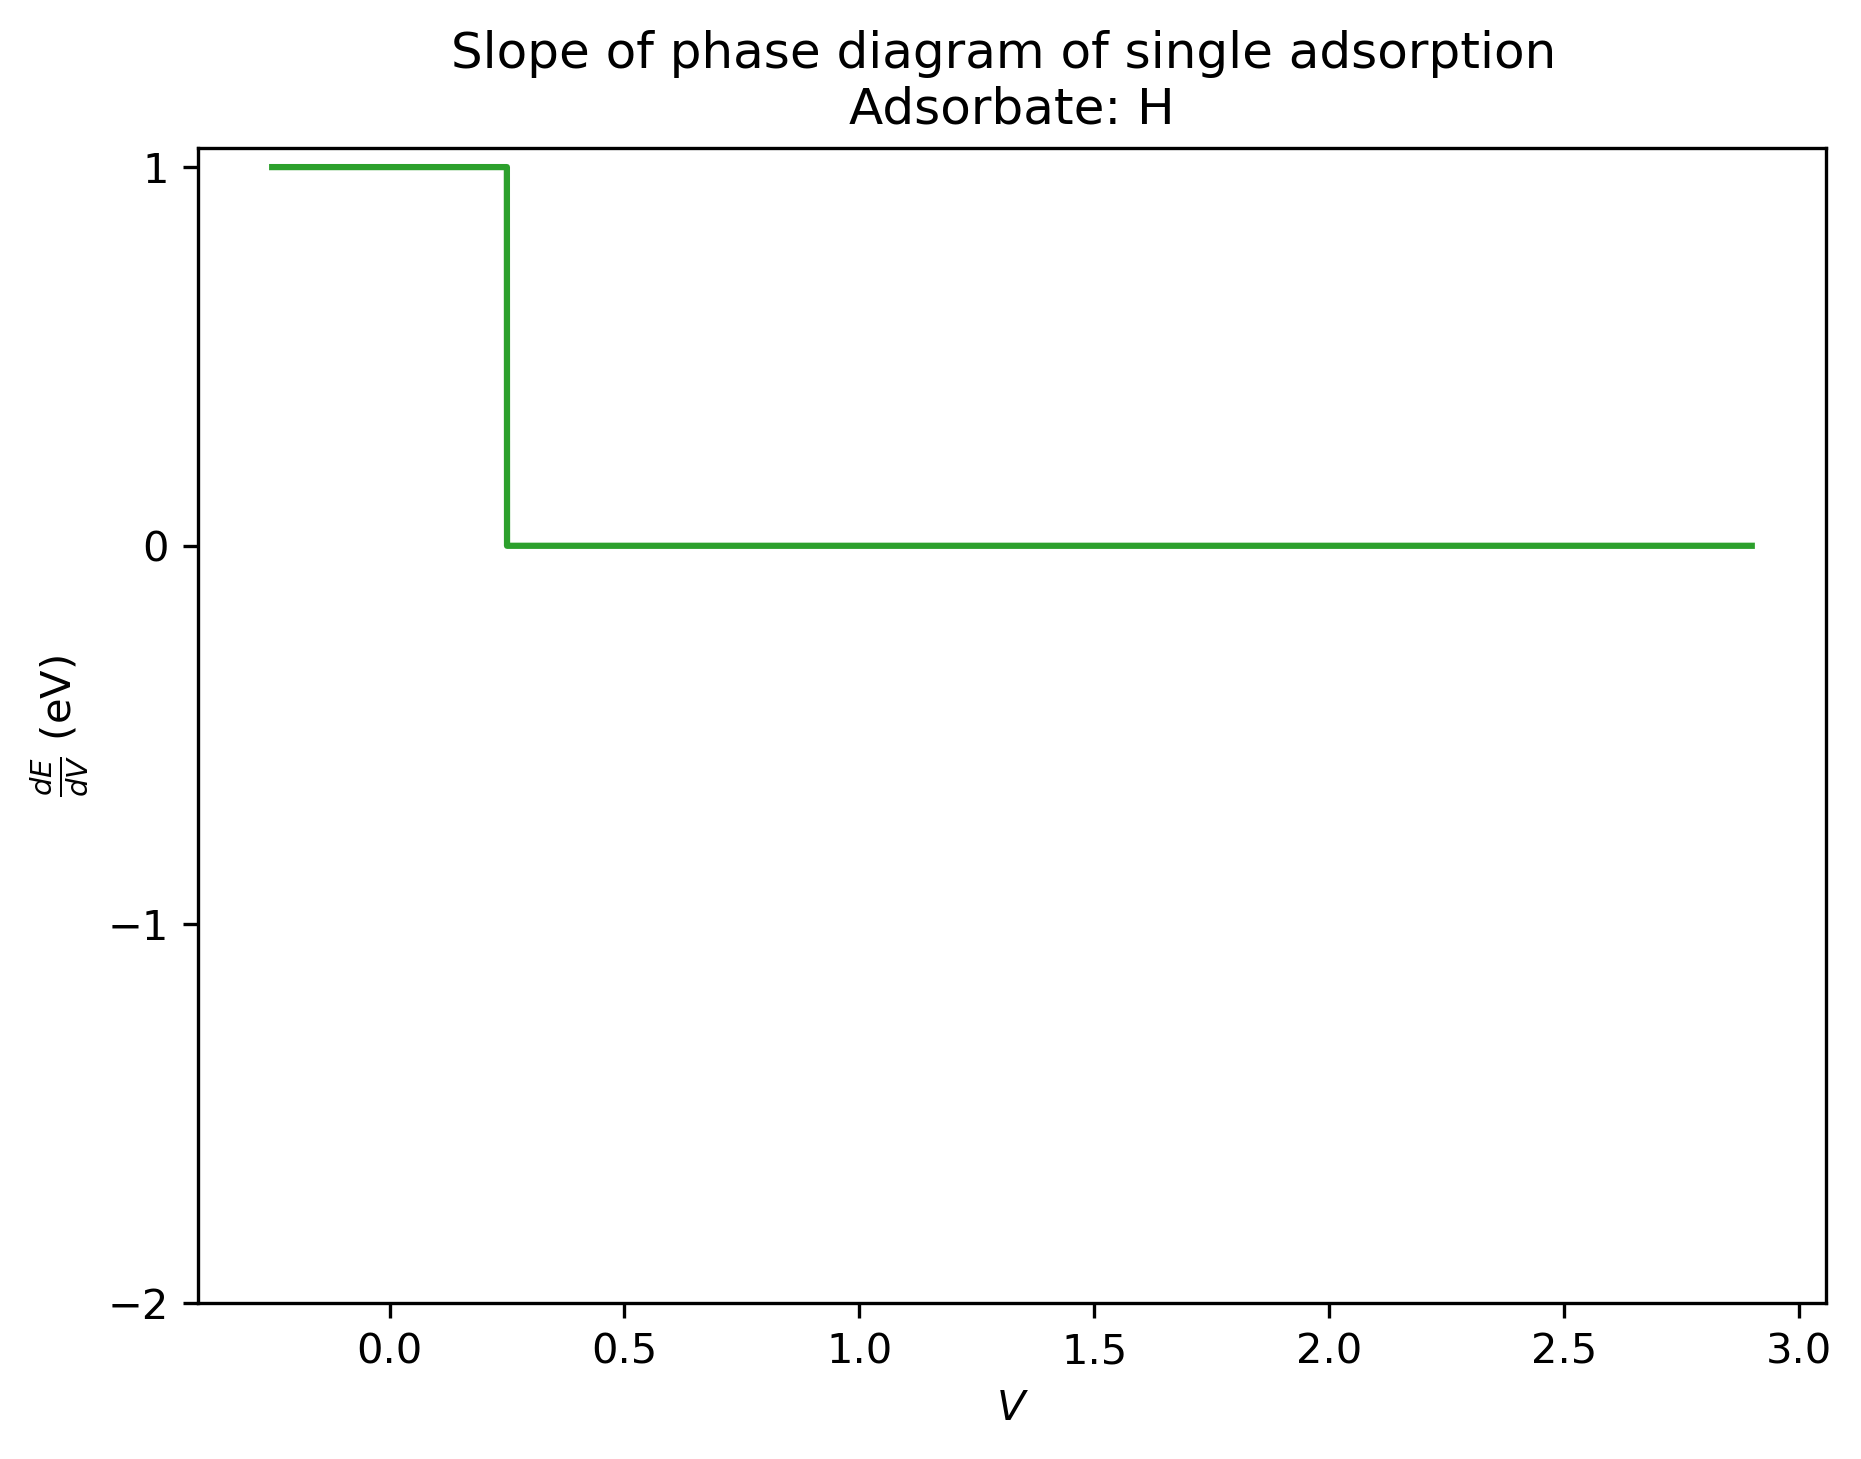 Slope of phase diagram of single adsorption
Adsorbate: H
1
0
−1
−2
dE/dV (eV)
0.0 0.5 1.0 1.5 2.0 2.5 3.0
V